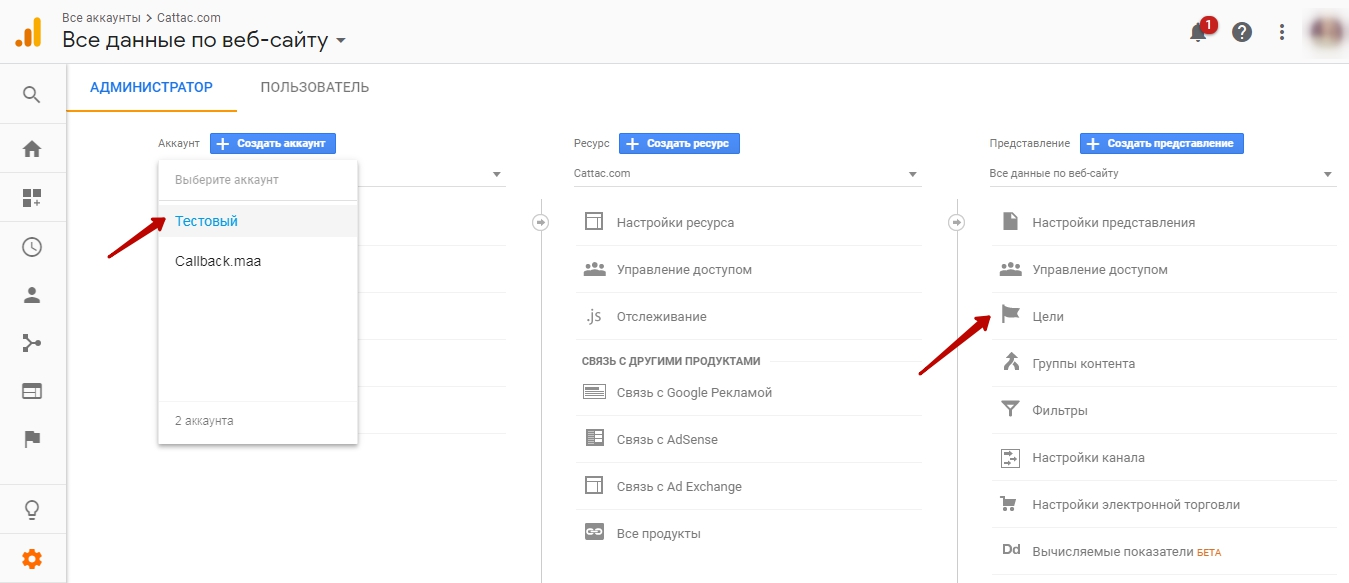 Все аккаунты > Cattac.com
Все данные по веб-сайту
1
АДМИНИСТРАТОР
ПОЛЬЗОВАТЕЛЬ
Аккаунт
Создать аккаунт
Выберите аккаунт
Тестовый
Callback.maa
2 аккаунта
Ресурс
Создать ресурс
Cattac.com
Настройки ресурса
Управление доступом
.js Отслеживание
СВЯЗЬ С ДРУГИМИ ПРОДУКТАМИ
Связь с Google Рекламой
Связь с AdSense
Связь с Ad Exchange
Все продукты
Представление
Создать представление
Все данные по веб-сайту
Настройки представления
Управление доступом
Цели
Группы контента
Фильтры
Настройки канала
Настройки электронной торговли
Dd Вычисляемые показатели БЕТА